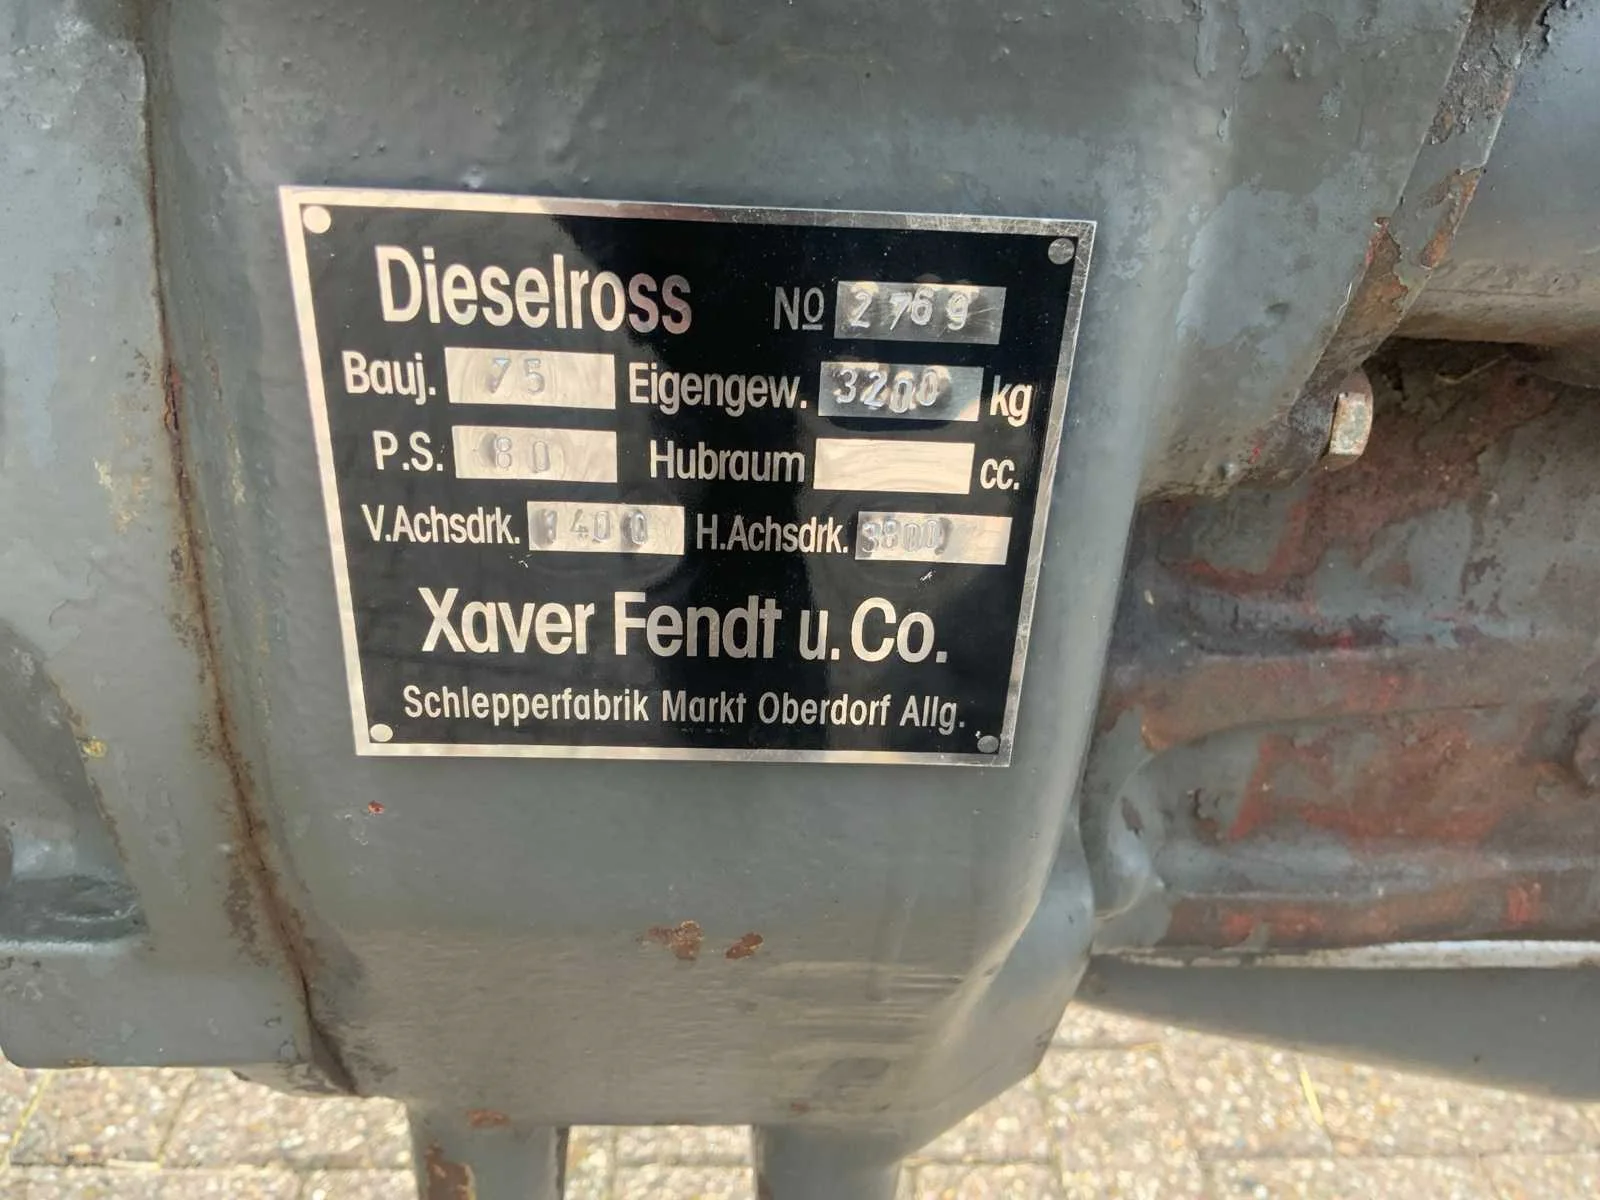 Dieselross No 2769
Bauj. 75 Eigengew. 3200 kg
P.S. 80 Hubraum cc.
V.Achsdrk. 1400 H.Achsdrk. 3800
Xaver Fendt u. Co.
Schlepperfabrik Markt Oberdorf Allg.